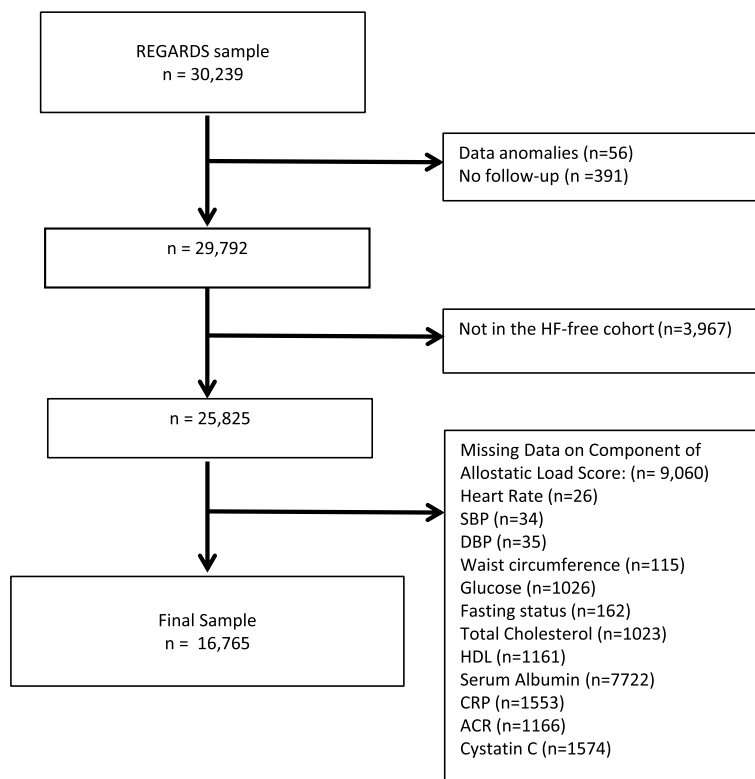 REGARDS sample
n = 30,239
Data anomalies (n=56)
No follow-up (n =391)
n = 29,792
Not in the HF-free cohort (n=3,967)
n = 25,825
Missing Data on Component of
Allostatic Load Score: (n= 9,060)
Heart Rate (n=26)
SBP (n=34)
DBP (n=35)
Waist circumference (n=115)
Glucose (n=1026)
Fasting status (n=162)
Total Cholesterol (n=1023)
HDL (n=1161)
Serum Albumin (n=7722)
CRP (n=1553)
ACR (n=1166)
Cystatin C (n=1574)
Final Sample
n = 16,765